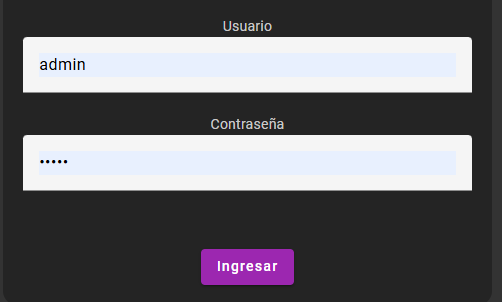 Usuario
admin
Contraseña
•••••
Ingresar